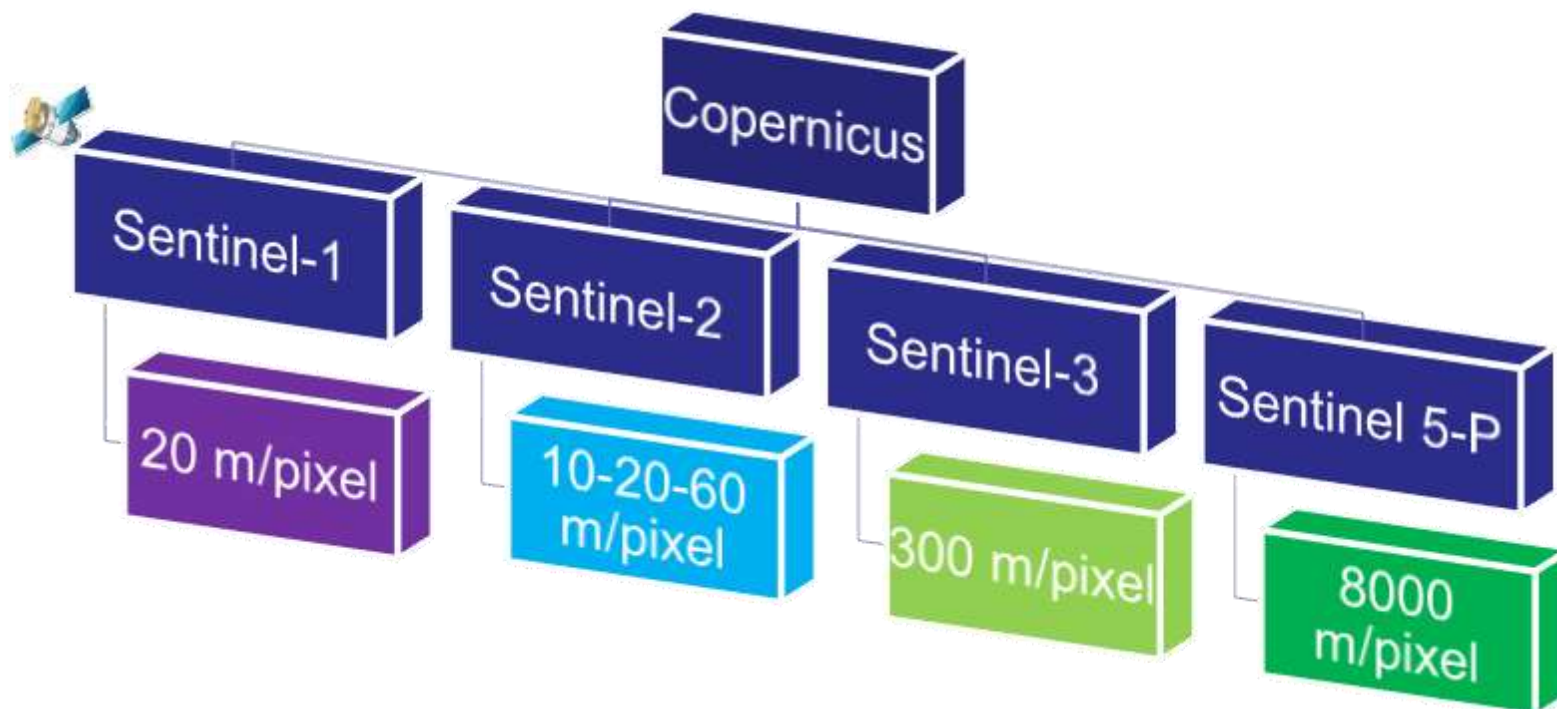 Copernicus
Sentinel-1
Sentinel-2
Sentinel-3
Sentinel 5-P
20 m/pixel
10-20-60
m/pixel
300 m/pixel
8000
m/pixel